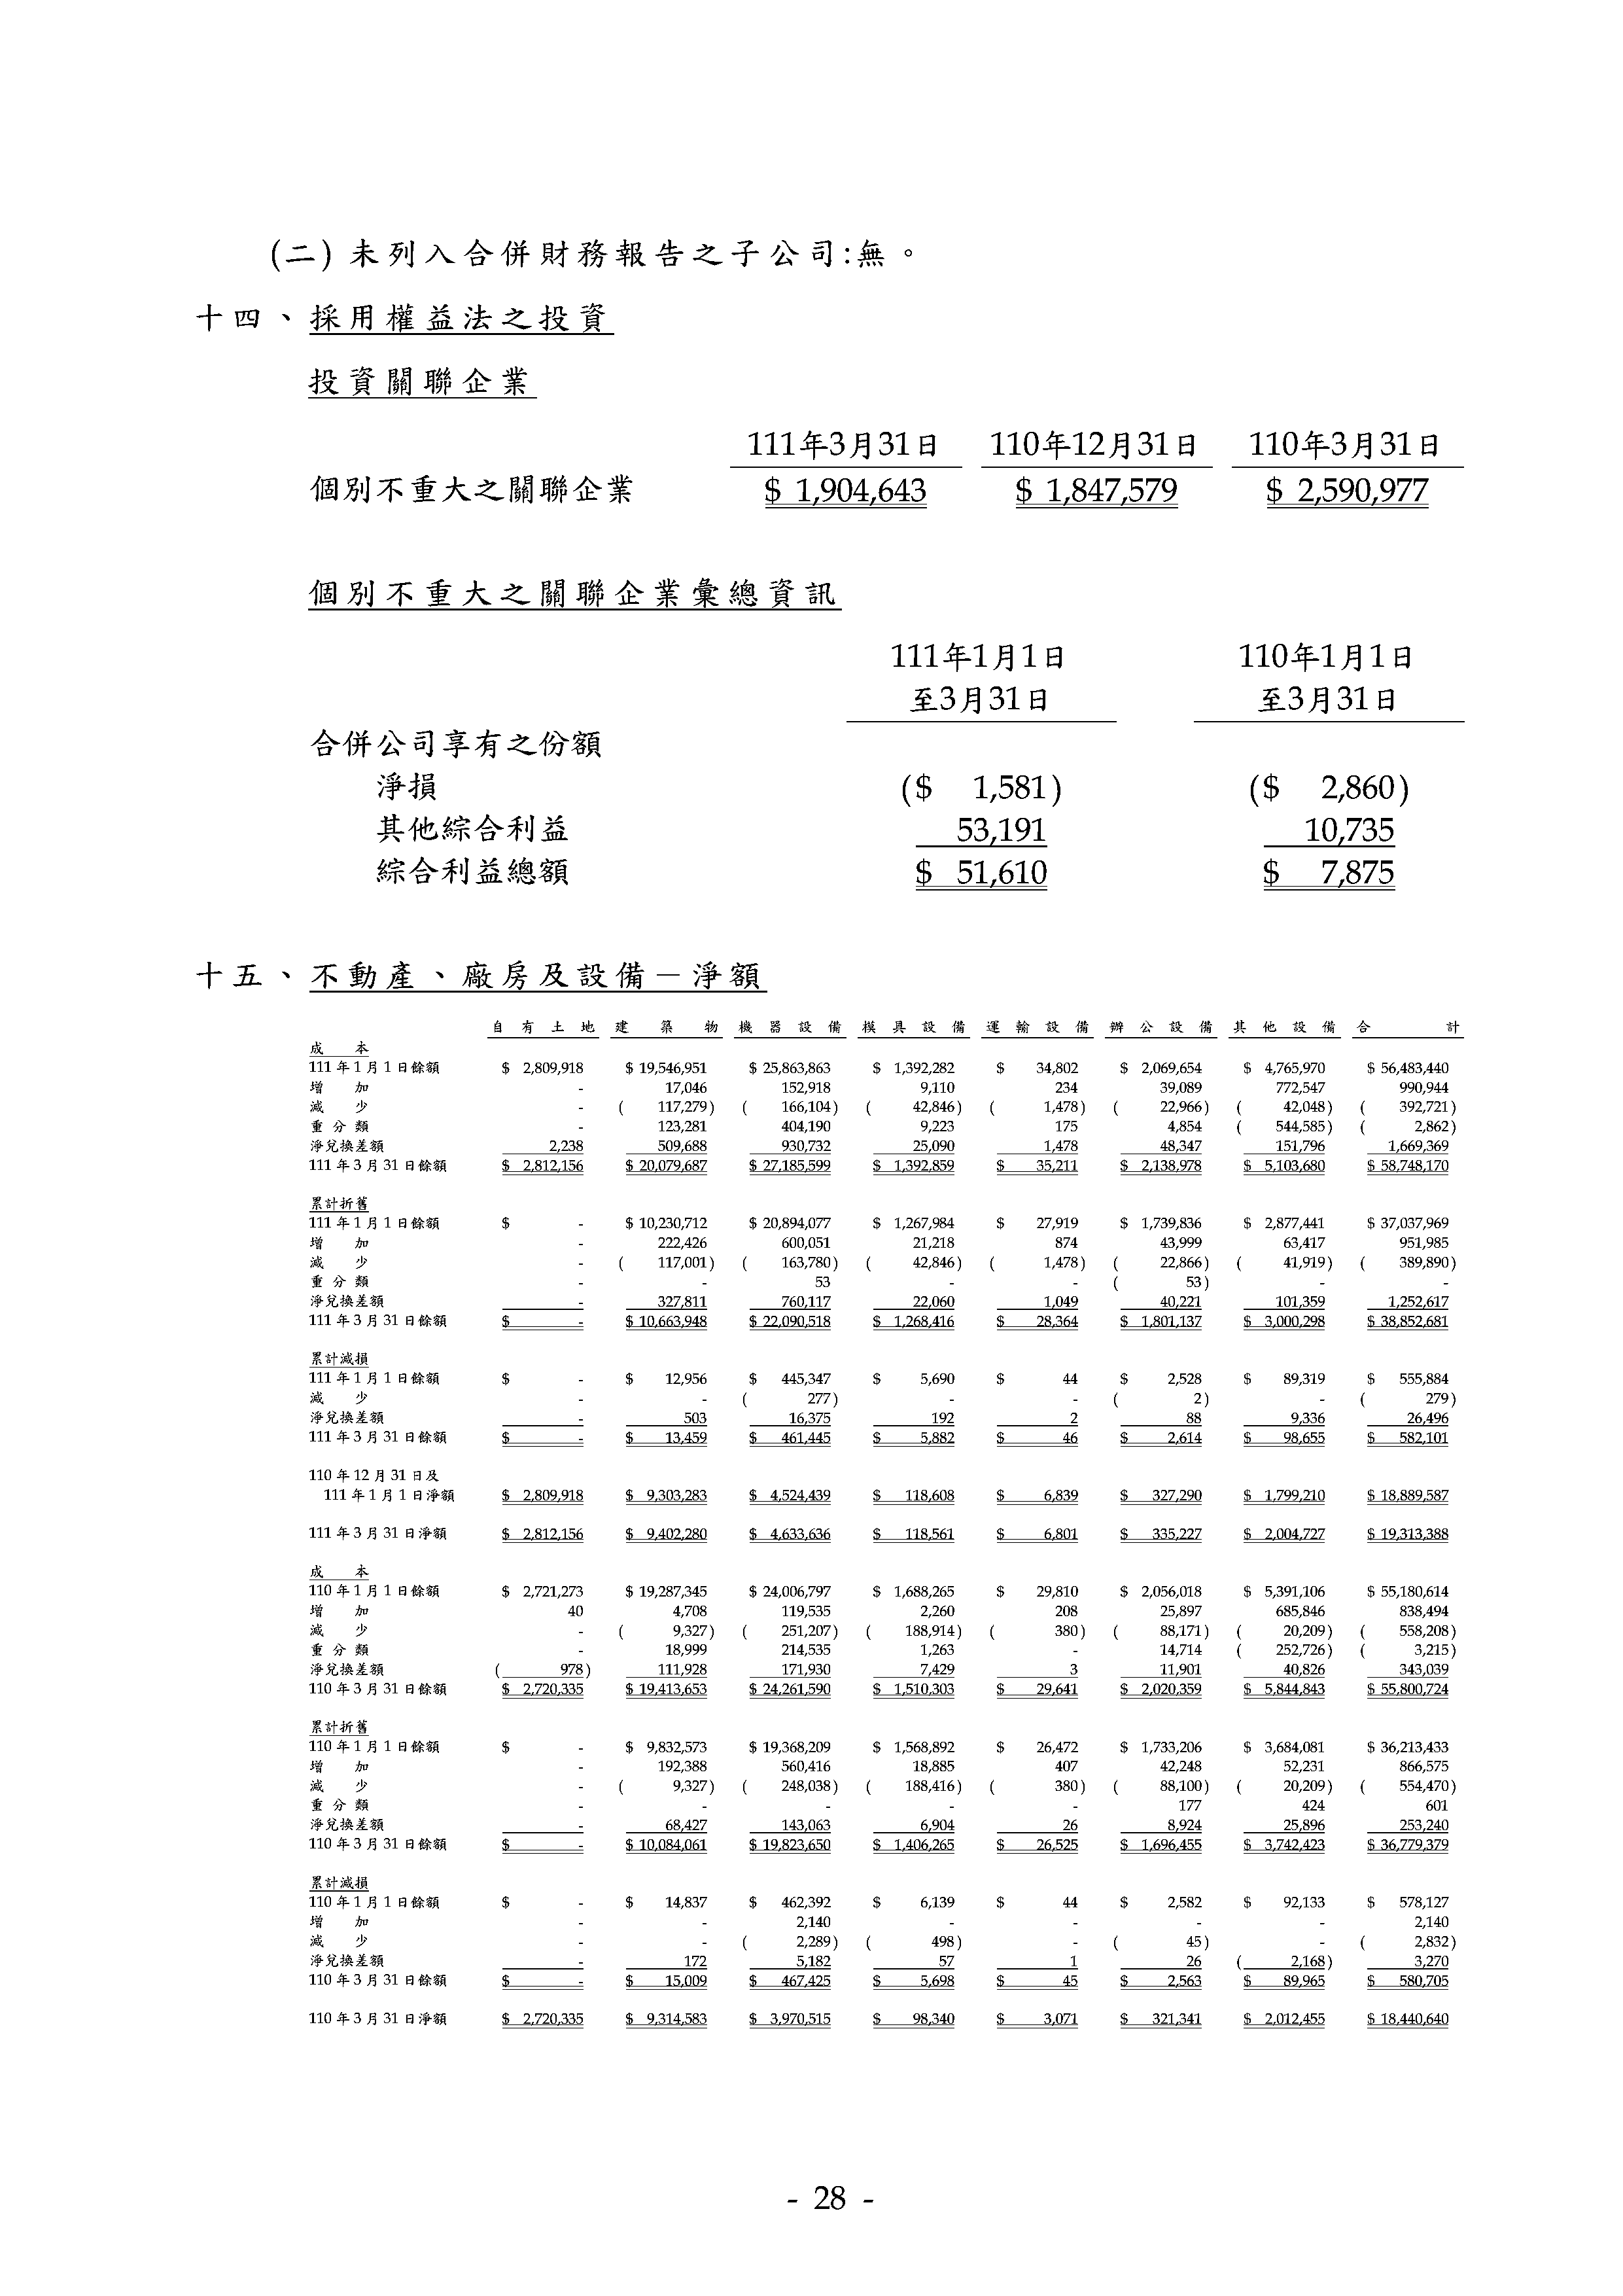 (二) 未列入合併財務報告之子公司:無。
十四、採用權益法之投資
投資關聯企業
111年3月31日 110年12月31日 110年3月31日
個別不重大之關聯企業 $ 1,904,643 $ 1,847,579 $ 2,590,977
個別不重大之關聯企業彙總資訊
111年1月1日 110年1月1日
至3月31日 至3月31日
合併公司享有之份額
淨損 ($ 1,581) ($ 2,860)
其他綜合利益 53,191 10,735
綜合利益總額 $ 51,610 $ 7,875
十五、不動產、廠房及設備－淨額
自有土地 建築物 機器設備 模具設備 運輸設備 辦公設備 其他設備 合計
成本
111年1月1日餘額 $ 2,809,918 $ 19,546,951 $ 25,863,863 $ 1,392,282 $ 34,802 $ 2,069,654 $ 4,765,970 $ 56,483,440
增加 - 17,046 152,918 9,110 234 39,089 772,547 990,944
減少 - ( 117,279) ( 166,104) ( 42,846) ( 1,478) ( 22,966) ( 42,048) ( 392,721)
重分類 - 123,281 404,190 9,223 175 4,854 ( 544,585) ( 2,862)
淨兌換差額 2,238 509,688 930,732 25,090 1,478 48,347 151,796 1,669,369
111年3月31日餘額 $ 2,812,156 $ 20,079,687 $ 27,185,599 $ 1,392,859 $ 35,211 $ 2,138,978 $ 5,103,680 $ 58,748,170
累計折舊
111年1月1日餘額 $ - $ 10,230,712 $ 20,894,077 $ 1,267,984 $ 27,919 $ 1,739,836 $ 2,877,441 $ 37,037,969
增加 - 222,426 600,051 21,218 874 43,999 63,417 951,985
減少 - ( 117,001) ( 163,780) ( 42,846) ( 1,478) ( 22,866) ( 41,919) ( 389,890)
重分類 - - 53 - - ( 53) - -
淨兌換差額 - 327,811 760,117 22,060 1,049 40,221 101,359 1,252,617
111年3月31日餘額 $ - $ 10,663,948 $ 22,090,518 $ 1,268,416 $ 28,364 $ 1,801,137 $ 3,000,298 $ 38,852,681
累計減損
111年1月1日餘額 $ - $ 12,956 $ 445,347 $ 5,690 $ 44 $ 2,528 $ 89,319 $ 555,884
減少 - - ( 277) - - ( 2) - ( 279)
淨兌換差額 - 503 16,375 192 2 88 9,336 26,496
111年3月31日餘額 $ - $ 13,459 $ 461,445 $ 5,882 $ 46 $ 2,614 $ 98,655 $ 582,101
110年12月31日及
111年1月1日淨額 $ 2,809,918 $ 9,303,283 $ 4,524,439 $ 118,608 $ 6,839 $ 327,290 $ 1,799,210 $ 18,889,587
111年3月31日淨額 $ 2,812,156 $ 9,402,280 $ 4,633,636 $ 118,561 $ 6,801 $ 335,227 $ 2,004,727 $ 19,313,388
成本
110年1月1日餘額 $ 2,721,273 $ 19,287,345 $ 24,006,797 $ 1,688,265 $ 29,810 $ 2,056,018 $ 5,391,106 $ 55,180,614
增加 40 4,708 119,535 2,260 208 25,897 685,846 838,494
減少 - ( 9,327) ( 251,207) ( 188,914) ( 380) ( 88,171) ( 20,209) ( 558,208)
重分類 - 18,999 214,535 1,263 - 14,714 ( 252,726) ( 3,215)
淨兌換差額 ( 978) 111,928 171,930 7,429 3 11,901 40,826 343,039
110年3月31日餘額 $ 2,720,335 $ 19,413,653 $ 24,261,590 $ 1,510,303 $ 29,641 $ 2,020,359 $ 5,844,843 $ 55,800,724
累計折舊
110年1月1日餘額 $ - $ 9,832,573 $ 19,368,209 $ 1,568,892 $ 26,472 $ 1,733,206 $ 3,684,081 $ 36,213,433
增加 - 192,388 560,416 18,885 407 42,248 52,231 866,575
減少 - ( 9,327) ( 248,038) ( 188,416) ( 380) ( 88,100) ( 20,209) ( 554,470)
重分類 - - - - - 177 424 601
淨兌換差額 - 68,427 143,063 6,904 26 8,924 25,896 253,240
110年3月31日餘額 $ - $ 10,084,061 $ 19,823,650 $ 1,406,265 $ 26,525 $ 1,696,455 $ 3,742,423 $ 36,779,379
累計減損
110年1月1日餘額 $ - $ 14,837 $ 462,392 $ 6,139 $ 44 $ 2,582 $ 92,133 $ 578,127
增加 - - 2,140 - - - - 2,140
減少 - - ( 2,289) ( 498) - ( 45) - ( 2,832)
淨兌換差額 - 172 5,182 57 1 26 ( 2,168) 3,270
110年3月31日餘額 $ - $ 15,009 $ 467,425 $ 5,698 $ 45 $ 2,563 $ 89,965 $ 580,705
110年3月31日淨額 $ 2,720,335 $ 9,314,583 $ 3,970,515 $ 98,340 $ 3,071 $ 321,341 $ 2,012,455 $ 18,440,640
- 28 -